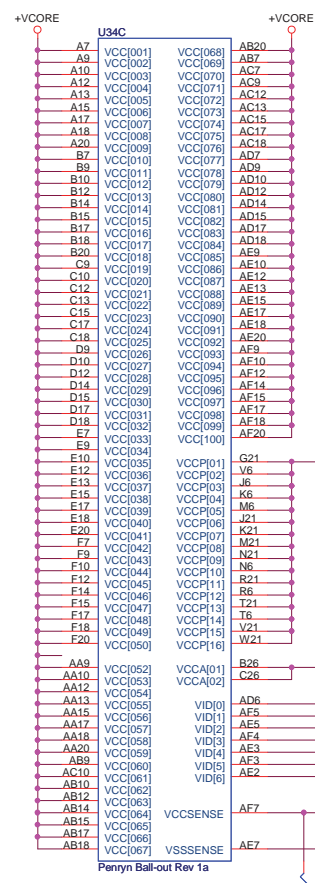 +VCORE +VCORE
U34C
A7 VCC[001] VCC[068] AB20
A9 VCC[002] VCC[069] AB7
A10 VCC[003] VCC[070] AC7
A12 VCC[004] VCC[071] AC9
A13 VCC[005] VCC[072] AC12
A15 VCC[006] VCC[073] AC13
A17 VCC[007] VCC[074] AC15
A18 VCC[008] VCC[075] AC17
A20 VCC[009] VCC[076] AC18
B7 VCC[010] VCC[077] AD7
B9 VCC[011] VCC[078] AD9
B10 VCC[012] VCC[079] AD10
B12 VCC[013] VCC[080] AD12
B14 VCC[014] VCC[081] AD14
B15 VCC[015] VCC[082] AD15
B17 VCC[016] VCC[083] AD17
B18 VCC[017] VCC[084] AD18
B20 VCC[018] VCC[085] AE9
C9 VCC[019] VCC[086] AE10
C10 VCC[020] VCC[087] AE12
C12 VCC[021] VCC[088] AE13
C13 VCC[022] VCC[089] AE15
C15 VCC[023] VCC[090] AE17
C17 VCC[024] VCC[091] AE18
C18 VCC[025] VCC[092] AE20
D9 VCC[026] VCC[093] AF9
D10 VCC[027] VCC[094] AF10
D12 VCC[028] VCC[095] AF12
D14 VCC[029] VCC[096] AF14
D15 VCC[030] VCC[097] AF15
D17 VCC[031] VCC[098] AF17
D18 VCC[032] VCC[099] AF18
E7 VCC[033] VCC[100] AF20
E9 VCC[034]
E10 VCC[035] VCCP[01] G21
E12 VCC[036] VCCP[02] V6
E13 VCC[037] VCCP[03] J6
E15 VCC[038] VCCP[04] K6
E17 VCC[039] VCCP[05] M6
E18 VCC[040] VCCP[06] J21
E20 VCC[041] VCCP[07] K21
F7 VCC[042] VCCP[08] M21
F9 VCC[043] VCCP[09] N21
F10 VCC[044] VCCP[10] N6
F12 VCC[045] VCCP[11] R21
F14 VCC[046] VCCP[12] R6
F15 VCC[047] VCCP[13] T21
F17 VCC[048] VCCP[14] T6
F18 VCC[049] VCCP[15] V21
F20 VCC[050] VCCP[16] W21
AA9 VCC[052] VCCA[01] B26
AA10 VCC[053] VCCA[02] C26
AA12 VCC[054]
AA13 VCC[055] VID[0] AD6
AA15 VCC[056] VID[1] AF5
AA17 VCC[057] VID[2] AE5
AA18 VCC[058] VID[3] AF4
AA20 VCC[059] VID[4] AE3
AB9 VCC[060] VID[5] AF3
AC10 VCC[061] VID[6] AE2
AB10 VCC[062]
AB12 VCC[063]
AB14 VCC[064] VCCSENSE AF7
AB15 VCC[065]
AB17 VCC[066]
AB18 VCC[067] VSSSENSE AE7
Penryn Ball-out Rev 1a